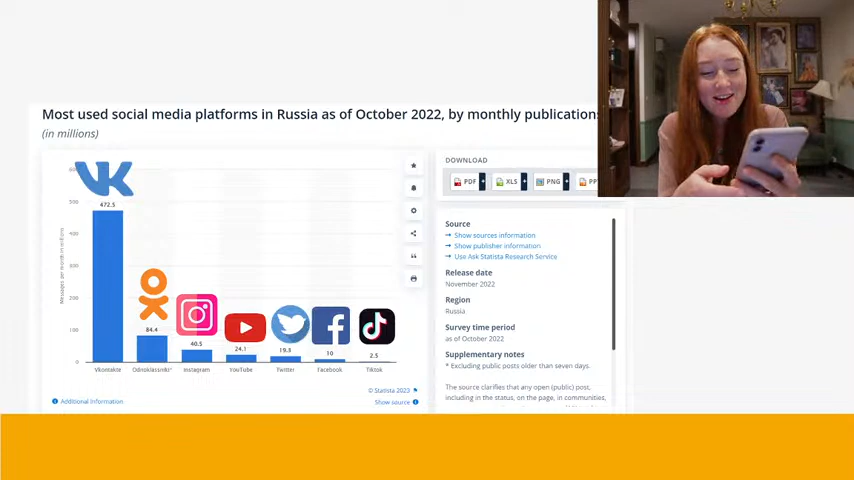 Most used social media platforms in Russia as of October 2022, by monthly publications
(in millions)
DOWNLOAD
PDF + XLS + PNG + PP
Source
→ Show sources information
→ Show publisher information
→ Use Ask Statista Research Service
Release date
November 2022
Region
Russia
Survey time period
as of October 2022
Supplementary notes
* Excluding public posts older than seven days.
The source clarifies that any open (public) post,
including in the status, on the page, in communities,
Messages per month in millions
500
400
300
200
100
0
472.5
84.4
40.5
24.1
19.3
10
2.5
Vkontakte
Odnoklassniki*
Instagram
YouTube
Twitter
Facebook
Tiktok
© Statista 2023
Additional Information
Show source